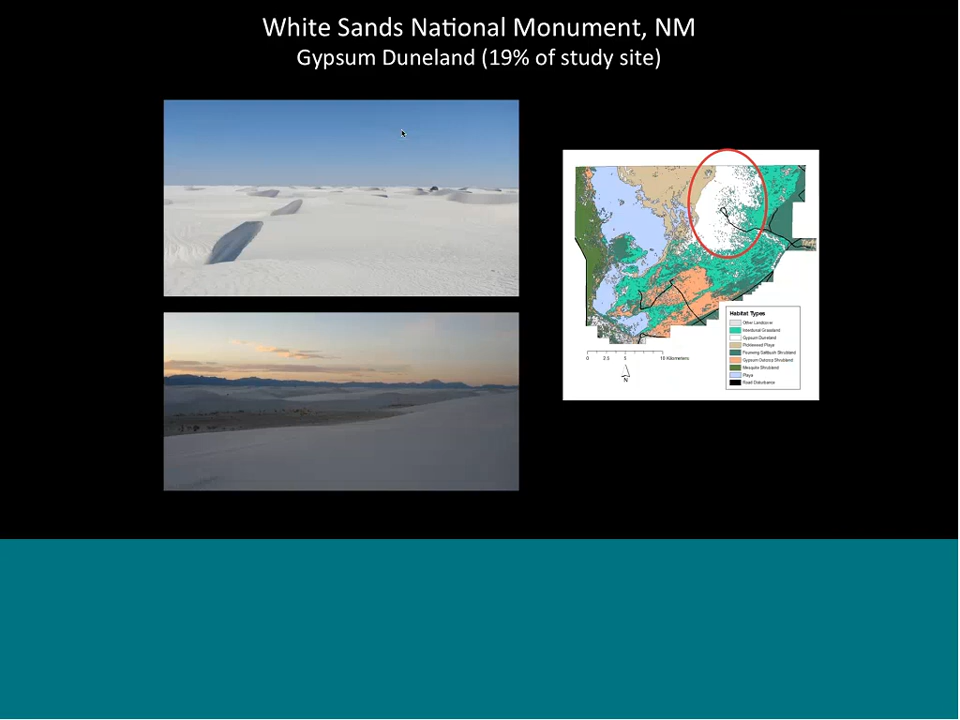 White Sands National Monument, NM
Gypsum Duneland (19% of study site)
Habitat Types
Other Landcover
Interdunal Grassland
Gypsum Duneland
Pickleweed Playa
Fourwing Saltbush Shrubland
Gypsum Outcrop Shrubland
Mesquite Shrubland
Playa
Road Disturbance
0 2.5 5 10 Kilometers
N